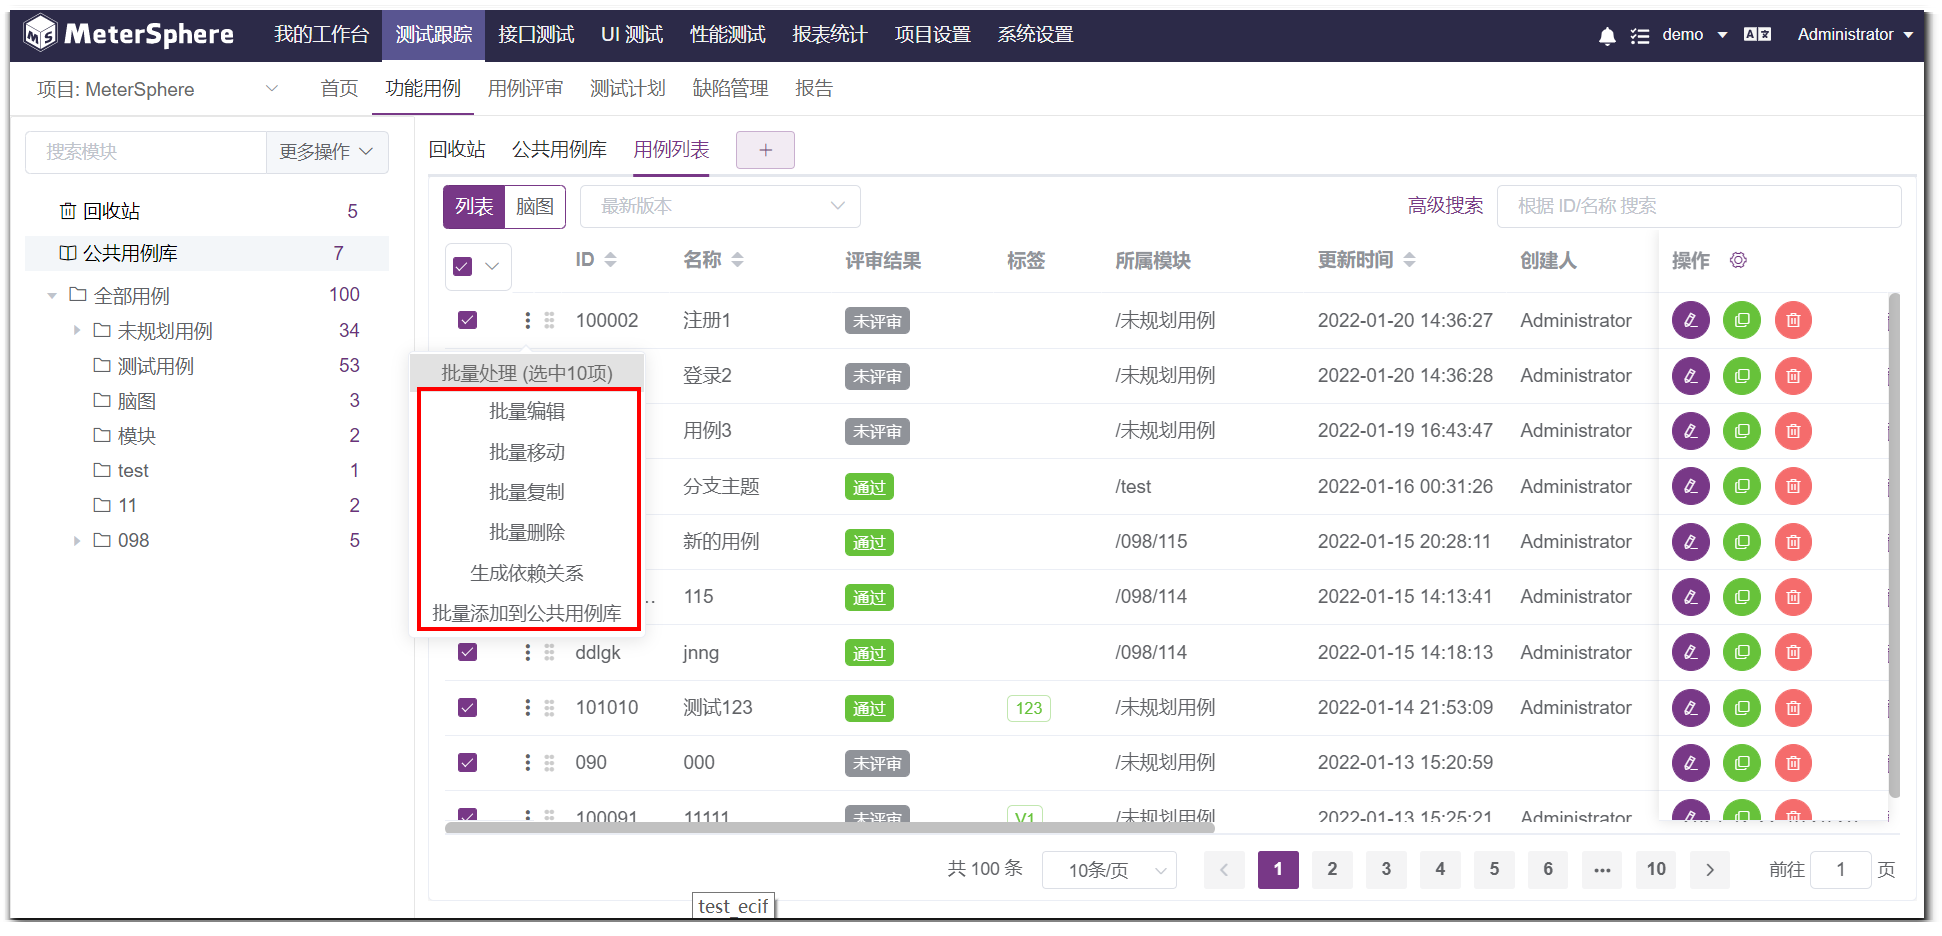 MeterSphere 我的工作台 测试跟踪 接口测试 UI 测试 性能测试 报表统计 项目设置 系统设置 demo Administrator
项目: MeterSphere 首页 功能用例 用例评审 测试计划 缺陷管理 报告
搜索模块 更多操作
回收站 5
公共用例库 7
全部用例 100
未规划用例 34
测试用例 53
脑图 3
模块 2
test 1
11 2
098 5
回收站 公共用例库 用例列表 +
列表 脑图 最新版本 高级搜索 根据 ID/名称 搜索
ID 名称 评审结果 标签 所属模块 更新时间 创建人 操作
100002 注册1 未评审 /未规划用例 2022-01-20 14:36:27 Administrator
登录2 未评审 /未规划用例 2022-01-20 14:36:28 Administrator
用例3 未评审 /未规划用例 2022-01-19 16:43:47 Administrator
分支主题 通过 /test 2022-01-16 00:31:26 Administrator
新的用例 通过 /098/115 2022-01-15 20:28:11 Administrator
115 通过 /098/114 2022-01-15 14:13:41 Administrator
ddlgk jnng 通过 /098/114 2022-01-15 14:18:13 Administrator
101010 测试123 通过 123 /未规划用例 2022-01-14 21:53:09 Administrator
090 000 未评审 /未规划用例 2022-01-13 15:20:59
100091 11111 未评审 V1 /未规划用例 2022-01-13 15:25:21 Administrator
批量处理 (选中10项)
批量编辑
批量移动
批量复制
批量删除
生成依赖关系
批量添加到公共用例库
共 100 条 10条/页 1 2 3 4 5 6 ••• 10 前往 1 页
test_ecif